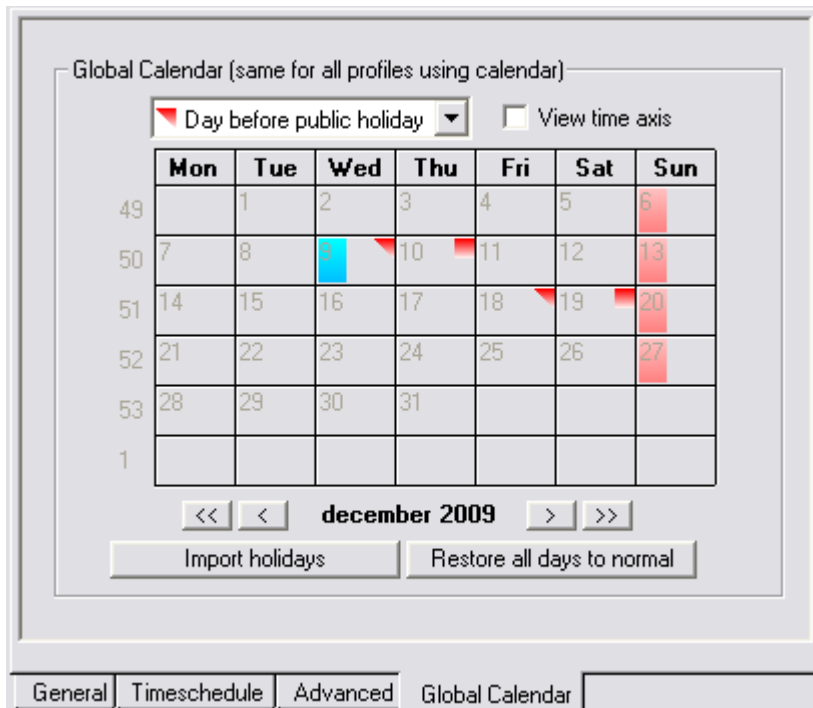 Global Calendar (same for all profiles using calendar)
Day before public holiday View time axis
Mon Tue Wed Thu Fri Sat Sun
49 1 2 3 4 5 6
50 7 8 9 10 11 12 13
51 14 15 16 17 18 19 20
52 21 22 23 24 25 26 27
53 28 29 30 31
1
<< < december 2009 > >>
Import holidays Restore all days to normal
General Timeschedule Advanced Global Calendar